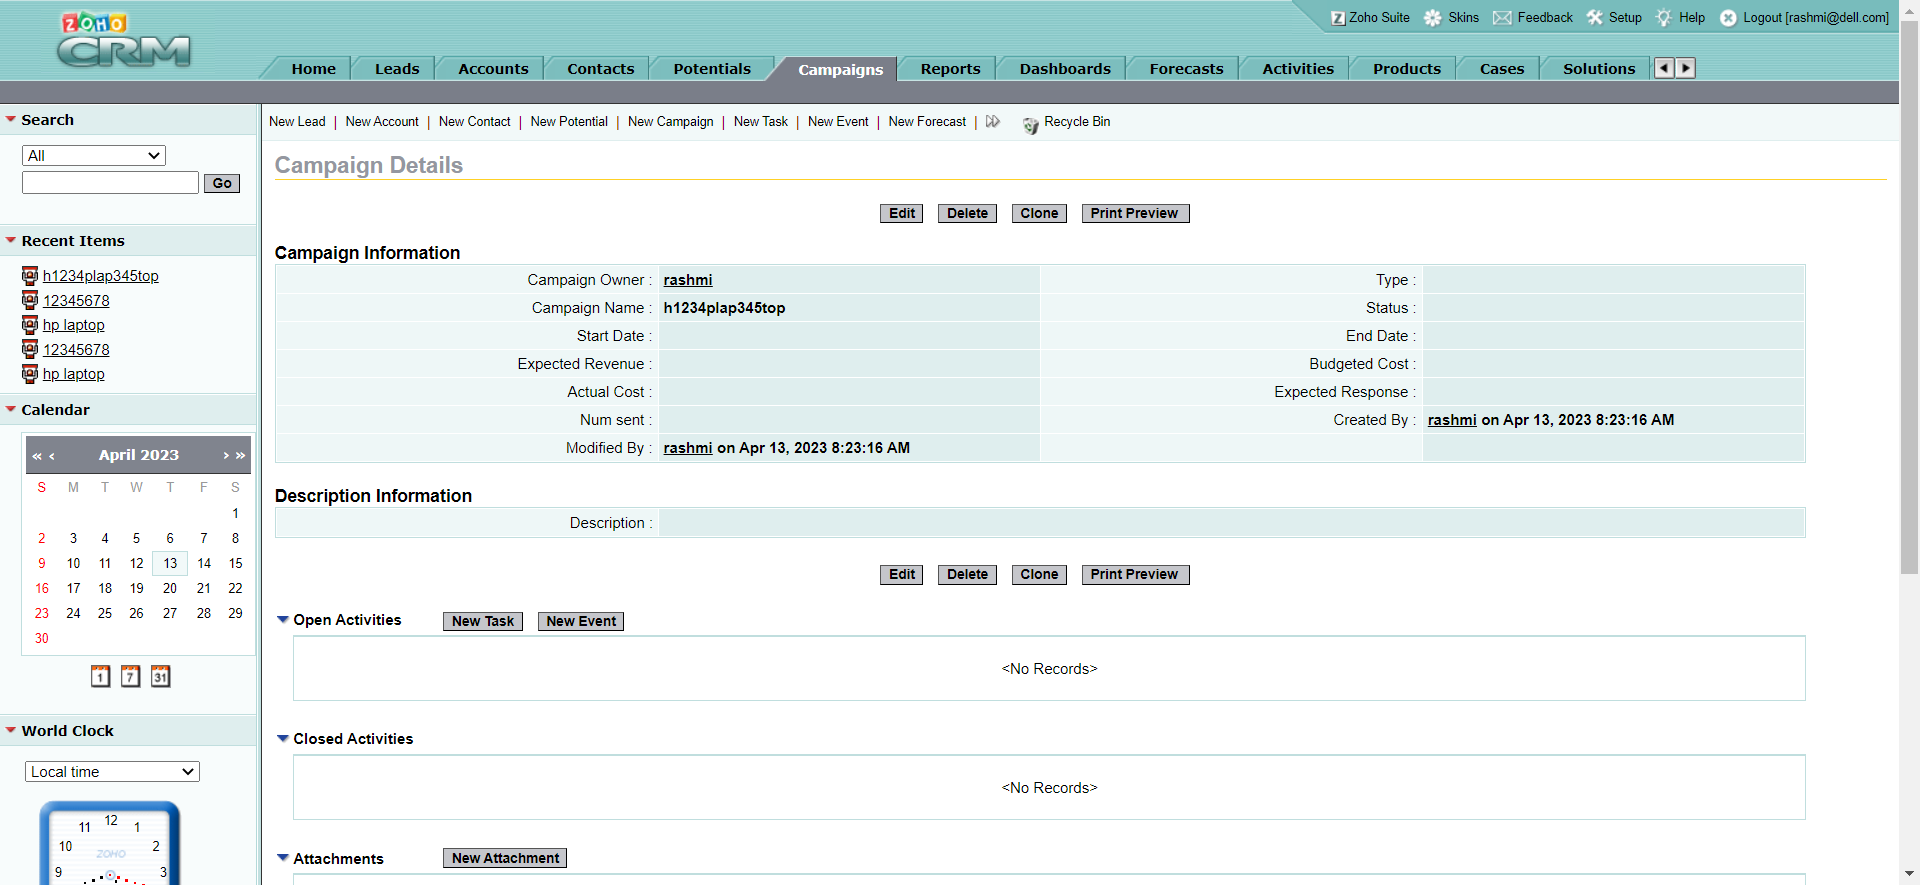 ZOHO
CRM
Zoho Suite Skins Feedback Setup Help Logout [rashmi@dell.com]
Home Leads Accounts Contacts Potentials Campaigns Reports Dashboards Forecasts Activities Products Cases Solutions
Search
All
Go
Recent Items
h1234plap345top
12345678
hp laptop
12345678
hp laptop
Calendar
« ‹ April 2023 › »
S M T W T F S
1
2 3 4 5 6 7 8
9 10 11 12 13 14 15
16 17 18 19 20 21 22
23 24 25 26 27 28 29
30
1 7 31
World Clock
Local time
12
11 1
10 2
ZOHO
9 3
New Lead | New Account | New Contact | New Potential | New Campaign | New Task | New Event | New Forecast | Recycle Bin
Campaign Details
Edit Delete Clone Print Preview
Campaign Information
Campaign Owner : rashmi Type :
Campaign Name : h1234plap345top Status :
Start Date : End Date :
Expected Revenue : Budgeted Cost :
Actual Cost : Expected Response :
Num sent : Created By : rashmi on Apr 13, 2023 8:23:16 AM
Modified By : rashmi on Apr 13, 2023 8:23:16 AM
Description Information
Description :
Edit Delete Clone Print Preview
Open Activities New Task New Event
<No Records>
Closed Activities
<No Records>
Attachments New Attachment